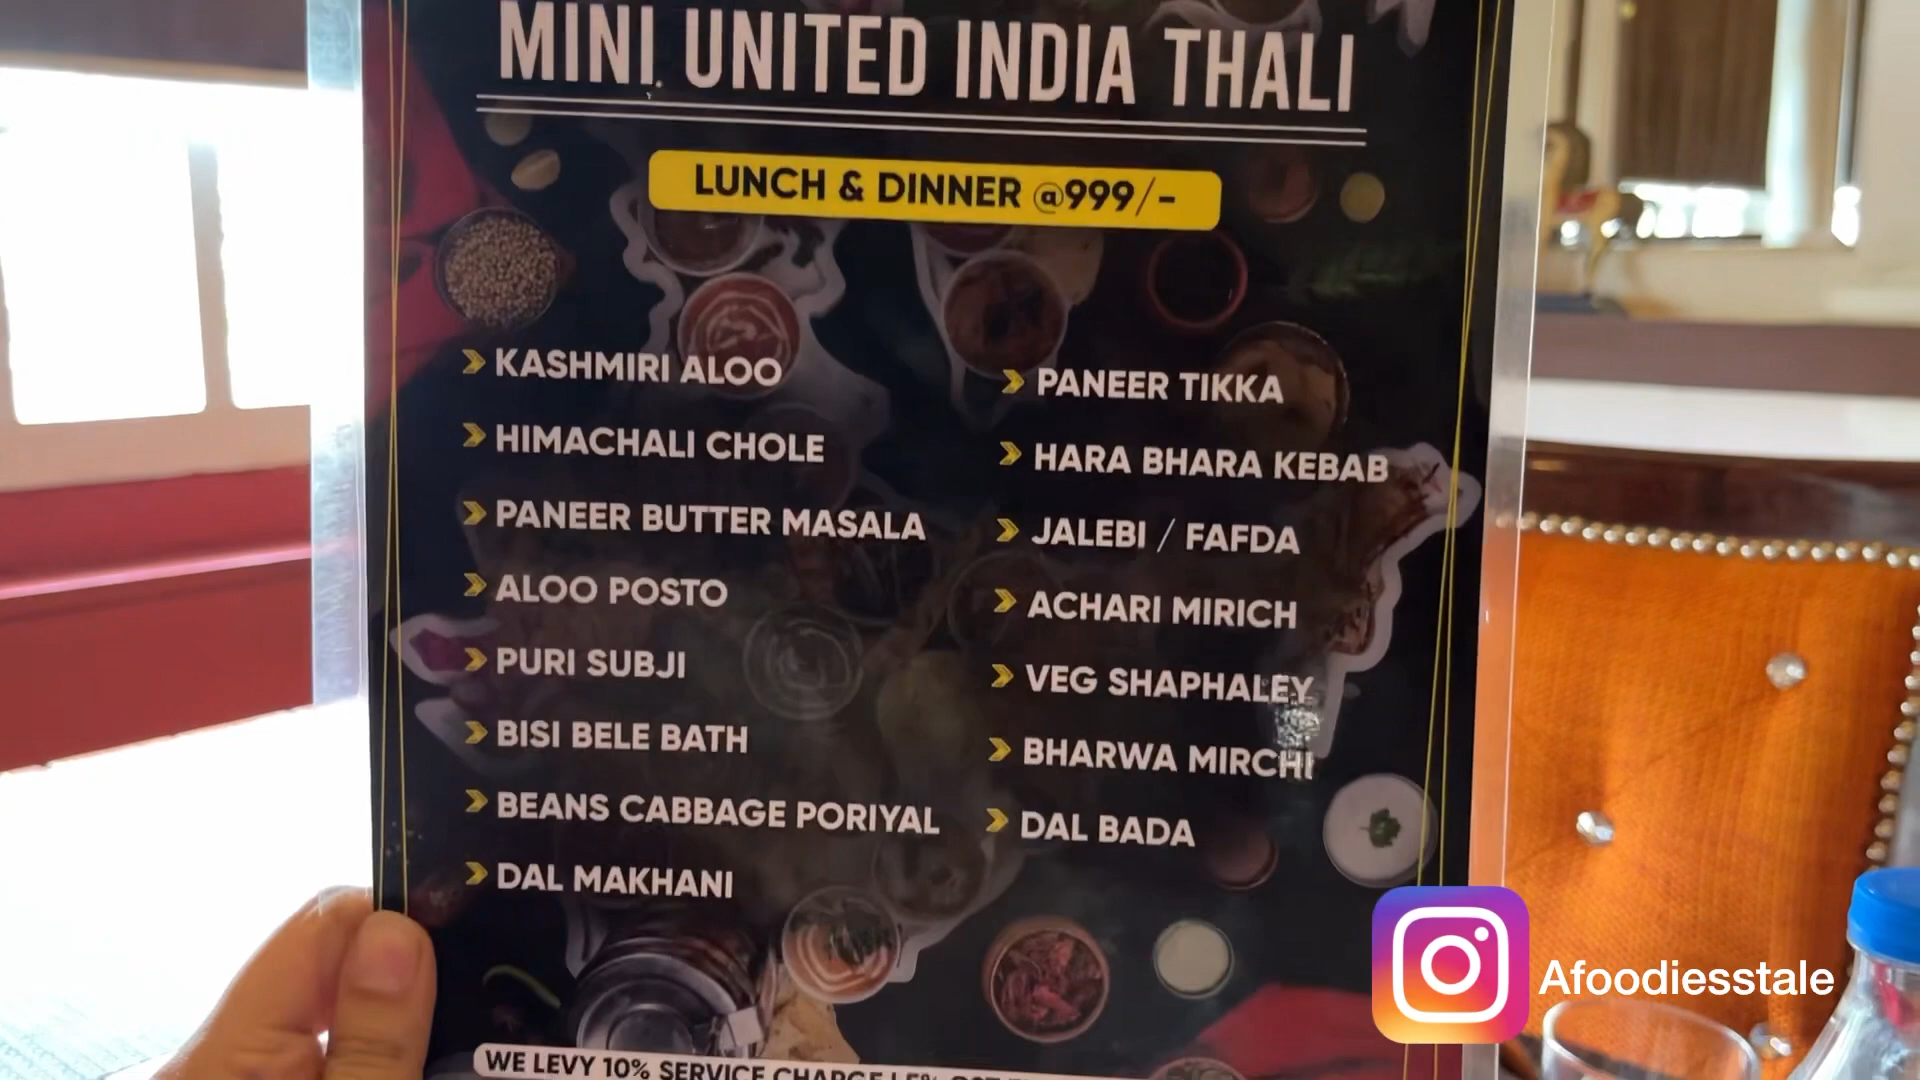 MINI UNITED INDIA THALI
LUNCH & DINNER @999/-
KASHMIRI ALOO
HIMACHALI CHOLE
PANEER BUTTER MASALA
ALOO POSTO
PURI SUBJI
BISI BELE BATH
BEANS CABBAGE PORIYAL
DAL MAKHANI
PANEER TIKKA
HARA BHARA KEBAB
JALEBI / FAFDA
ACHARI MIRICH
VEG SHAPHALEY
BHARWA MIRCHI
DAL BADA
WE LEVY 10% SERVICE CHARGE
Afoodiesstale